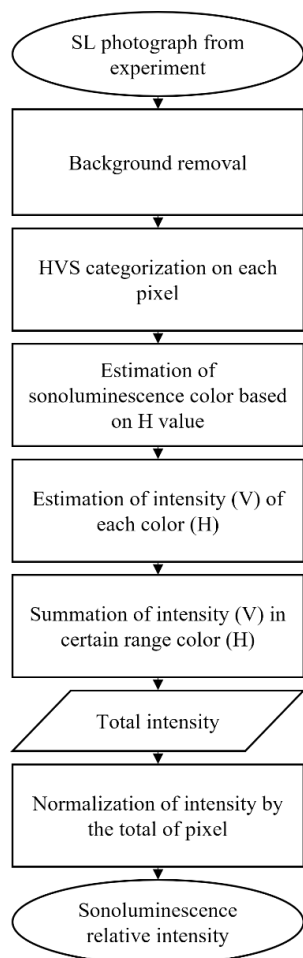 SL photograph from
experiment
Background removal
HVS categorization on each
pixel
Estimation of
sonoluminescence color based
on H value
Estimation of intensity (V) of
each color (H)
Summation of intensity (V) in
certain range color (H)
Total intensity
Normalization of intensity by
the total of pixel
Sonoluminescence
relative intensity